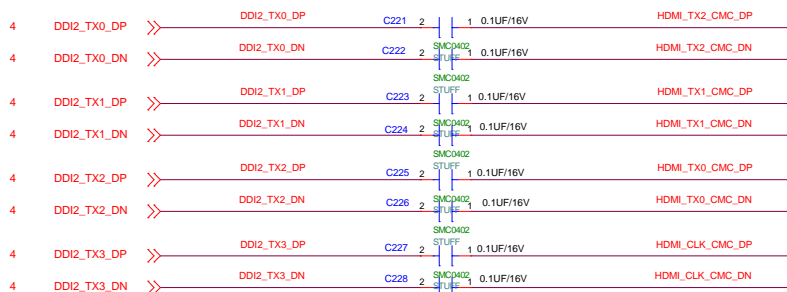 4 DDI2_TX0_DP DDI2_TX0_DP C221 2 1 0.1UF/16V HDMI_TX2_CMC_DP
SMC0402
STUFF
4 DDI2_TX0_DN DDI2_TX0_DN C222 2 1 0.1UF/16V HDMI_TX2_CMC_DN
SMC0402
STUFF
4 DDI2_TX1_DP DDI2_TX1_DP C223 2 1 0.1UF/16V HDMI_TX1_CMC_DP
SMC0402
STUFF
4 DDI2_TX1_DN DDI2_TX1_DN C224 2 1 0.1UF/16V HDMI_TX1_CMC_DN
SMC0402
STUFF
4 DDI2_TX2_DP DDI2_TX2_DP C225 2 1 0.1UF/16V HDMI_TX0_CMC_DP
SMC0402
STUFF
4 DDI2_TX2_DN DDI2_TX2_DN C226 2 1 0.1UF/16V HDMI_TX0_CMC_DN
SMC0402
STUFF
4 DDI2_TX3_DP DDI2_TX3_DP C227 2 1 0.1UF/16V HDMI_CLK_CMC_DP
SMC0402
STUFF
4 DDI2_TX3_DN DDI2_TX3_DN C228 2 1 0.1UF/16V HDMI_CLK_CMC_DN